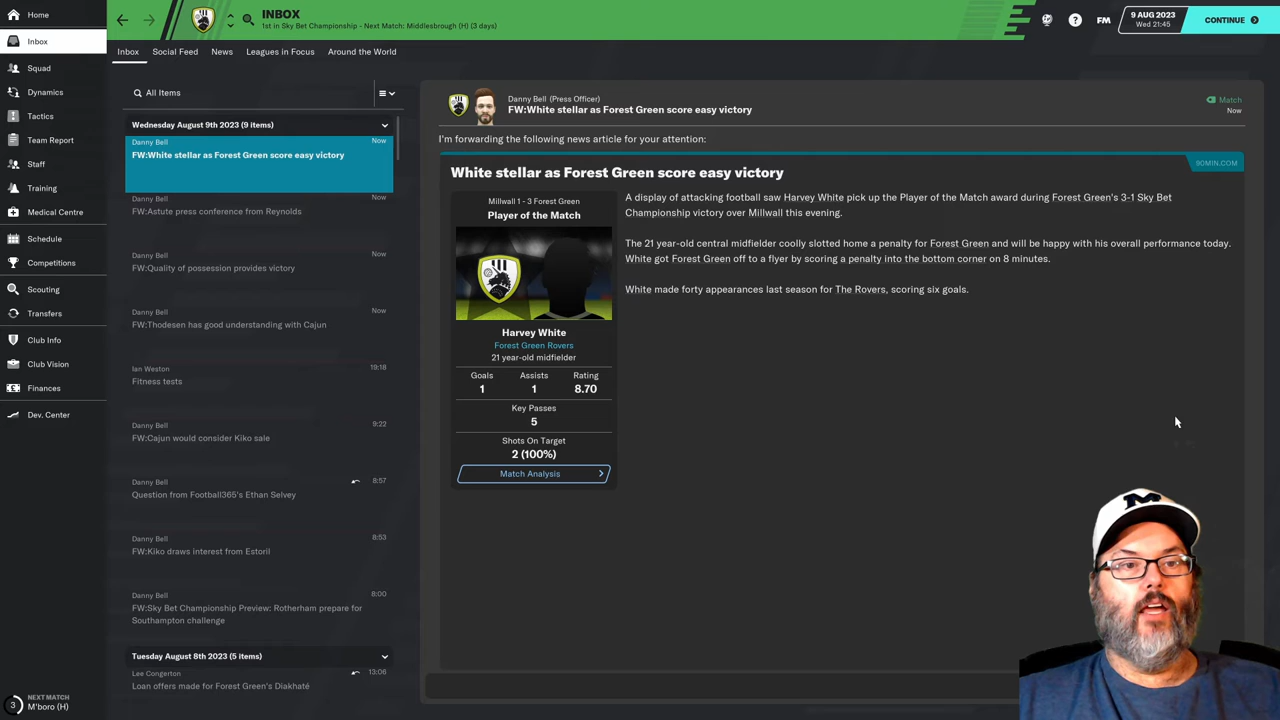 Home
Inbox
Squad
Dynamics
Tactics
Team Report
Staff
Training
Medical Centre
Schedule
Competitions
Scouting
Transfers
Club Info
Club Vision
Finances
Dev. Center
3
NEXT MATCH
M'boro (H)
INBOX
1st in Sky Bet Championship - Next Match: Middlesbrough (H) (3 days)
?
FM
9 AUG 2023
Wed 21:45
CONTINUE
Inbox
Social Feed
News
Leagues in Focus
Around the World
All Items
Wednesday August 9th 2023 (9 items)
Danny Bell
Now
FW:White stellar as Forest Green score easy victory
Danny Bell
Now
FW:Astute press conference from Reynolds
Danny Bell
Now
FW:Quality of possession provides victory
Danny Bell
Now
FW:Thodesen has good understanding with Cajun
Ian Weston
19:18
Fitness tests
Danny Bell
9:22
FW:Cajun would consider Kiko sale
Danny Bell
8:57
Question from Football365's Ethan Selvey
Danny Bell
8:53
FW:Kiko draws interest from Estoril
Danny Bell
8:00
FW:Sky Bet Championship Preview: Rotherham prepare for
Southampton challenge
Tuesday August 8th 2023 (5 items)
Lee Congerton
13:06
Loan offers made for Forest Green's Diakhaté
Danny Bell (Press Officer)
FW:White stellar as Forest Green score easy victory
Match
Now
I'm forwarding the following news article for your attention:
90MIN.COM
White stellar as Forest Green score easy victory
Millwall 1 - 3 Forest Green
Player of the Match
Harvey White
Forest Green Rovers
21 year-old midfielder
Goals Assists Rating
1 1 8.70
Key Passes
5
Shots On Target
2 (100%)
Match Analysis
A display of attacking football saw Harvey White pick up the Player of the Match award during Forest Green's 3-1 Sky Bet
Championship victory over Millwall this evening.
The 21 year-old central midfielder coolly slotted home a penalty for Forest Green and will be happy with his overall performance today.
White got Forest Green off to a flyer by scoring a penalty into the bottom corner on 8 minutes.
White made forty appearances last season for The Rovers, scoring six goals.
M